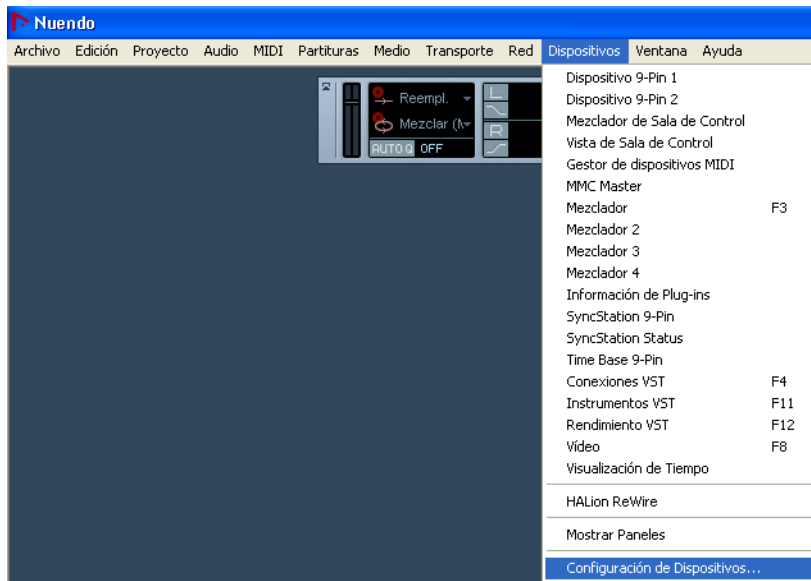 Nuendo
Archivo Edición Proyecto Audio MIDI Partituras Medio Transporte Red Dispositivos Ventana Ayuda
Reempl.
Mezclar (M
AUTO Q OFF
L
R
Dispositivo 9-Pin 1
Dispositivo 9-Pin 2
Mezclador de Sala de Control
Vista de Sala de Control
Gestor de dispositivos MIDI
MMC Master
Mezclador F3
Mezclador 2
Mezclador 3
Mezclador 4
Información de Plug-ins
SyncStation 9-Pin
SyncStation Status
Time Base 9-Pin
Conexiones VST F4
Instrumentos VST F11
Rendimiento VST F12
Vídeo F8
Visualización de Tiempo
HALion ReWire
Mostrar Paneles
Configuración de Dispositivos...